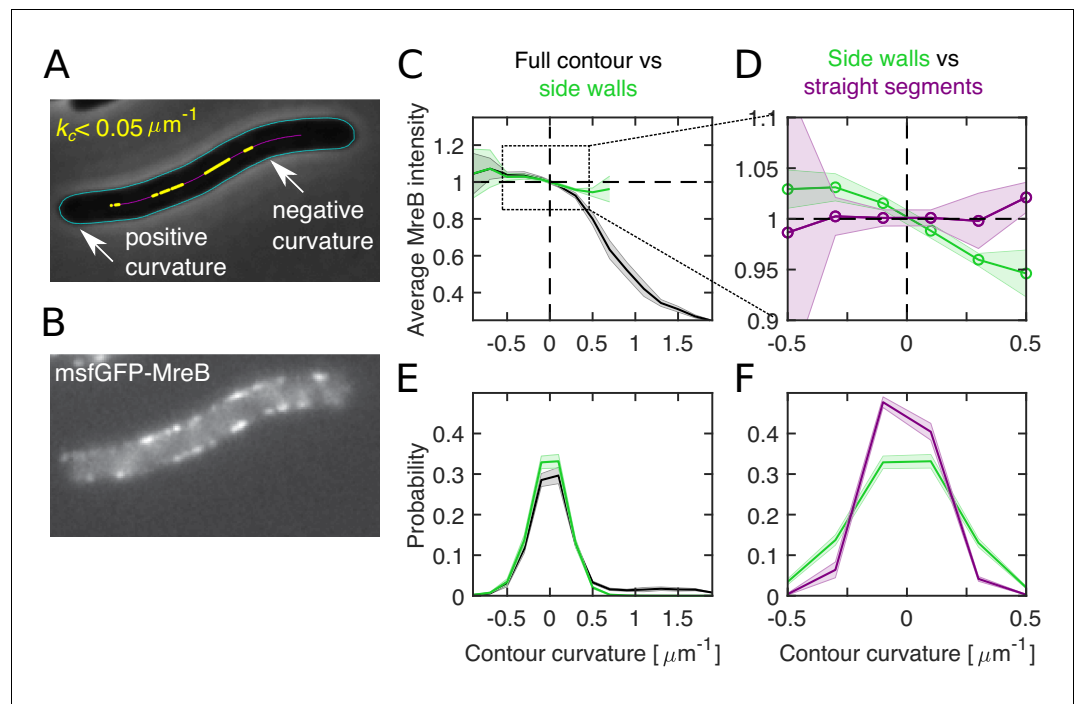 A
k_c < 0.05 μm^-1
positive
curvature
negative
curvature
B
msfGFP-MreB
C
Full contour vs
side walls
Average MreB intensity
1.2
1
0.8
0.6
0.4
-0.5 0 0.5 1 1.5
D
Side walls vs
straight segments
1.1
1.05
1
0.95
0.9
-0.5 0 0.5
E
Probability
0.4
0.3
0.2
0.1
0
-0.5 0 0.5 1 1.5
Contour curvature [ μm^-1]
F
0.4
0.3
0.2
0.1
0
-0.5 0 0.5
Contour curvature [ μm^-1]